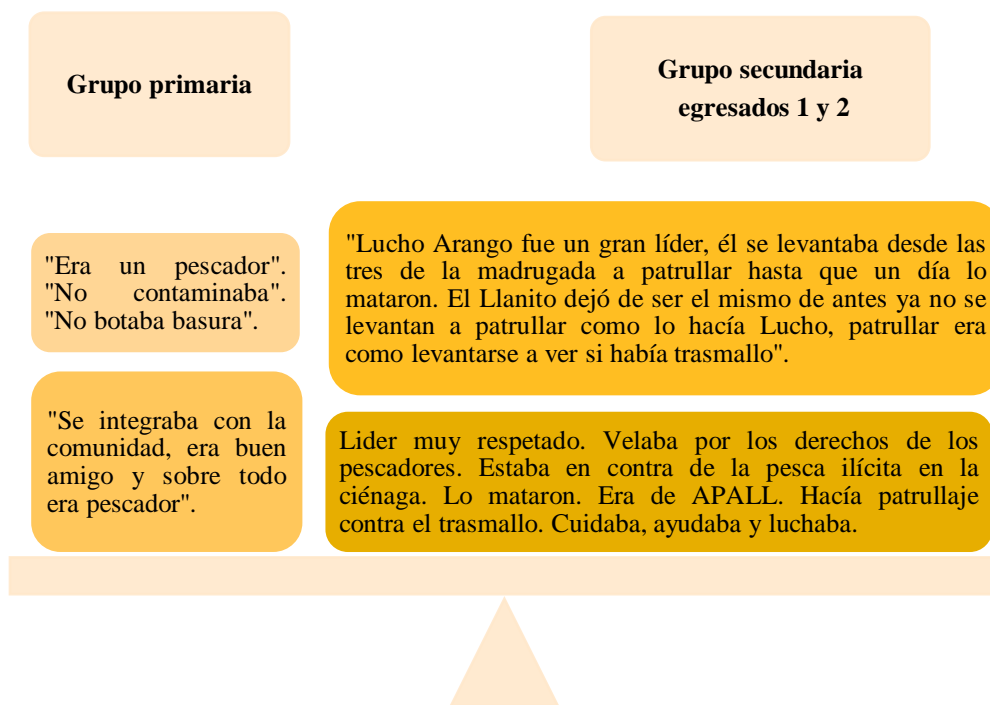 Grupo primaria
Grupo secundaria
egresados 1 y 2
"Era un pescador".
"No contaminaba".
"No botaba basura".
"Se integraba con la
comunidad, era buen
amigo y sobre todo
era pescador".
"Lucho Arango fue un gran líder, él se levantaba desde las
tres de la madrugada a patrullar hasta que un día lo
mataron. El Llanito dejó de ser el mismo de antes ya no se
levantan a patrullar como lo hacía Lucho, patrullar era
como levantarse a ver si había trasmallo".
Lider muy respetado. Velaba por los derechos de los
pescadores. Estaba en contra de la pesca ilícita en la
ciénaga. Lo mataron. Era de APALL. Hacía patrullaje
contra el trasmallo. Cuidaba, ayudaba y luchaba.